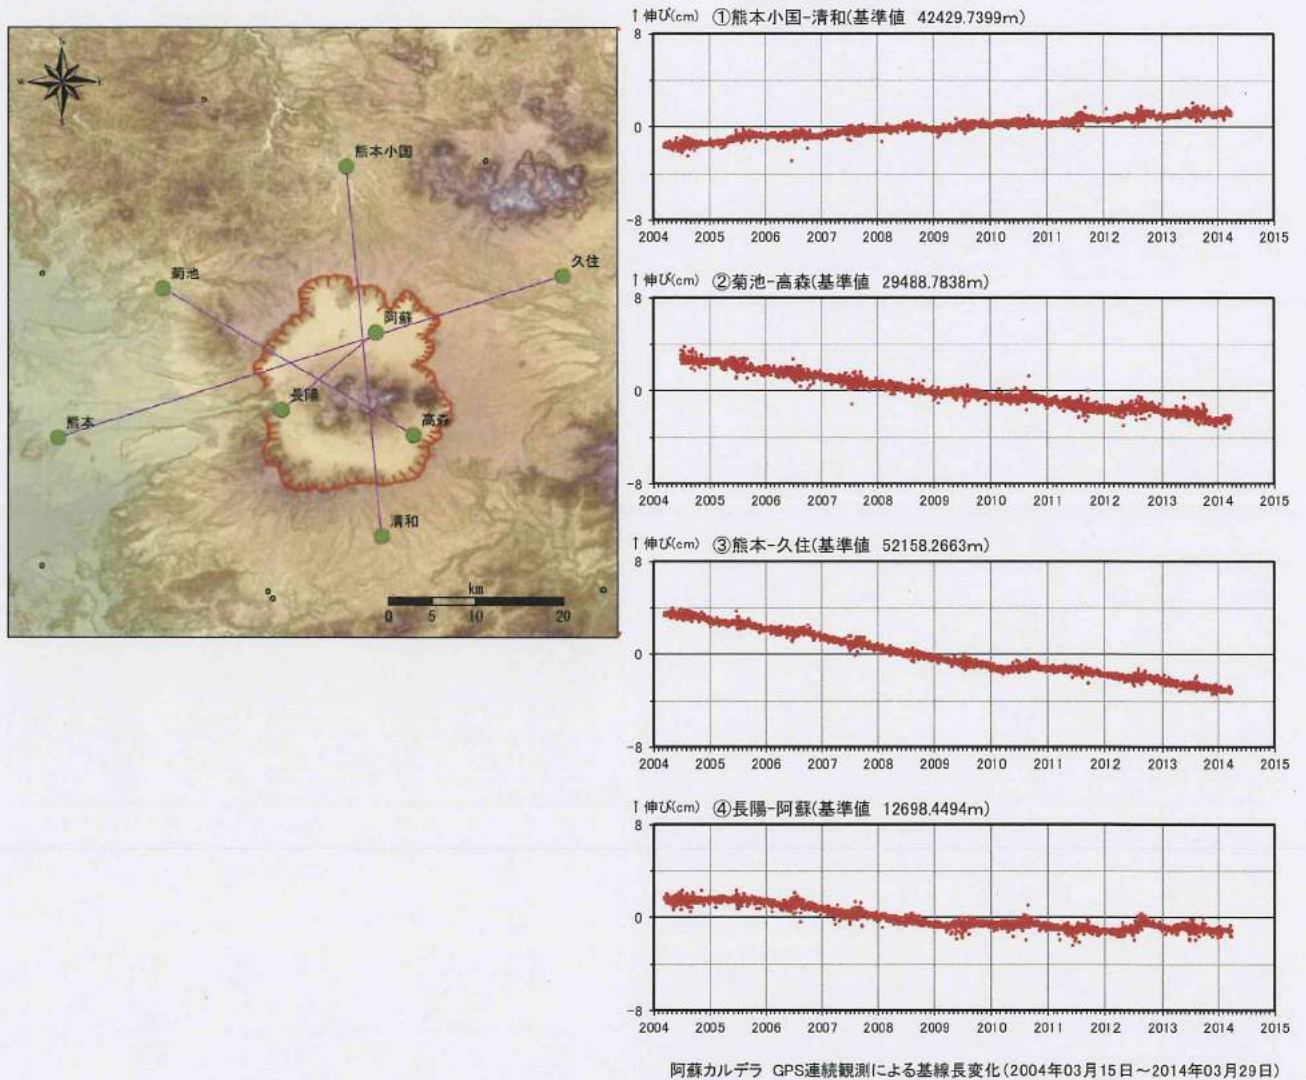 N
W
E
S
熊本小国
菊池
久住
阿蘇
長陽
熊本
高森
清和
km
0 5 10 20
↑伸び(cm) ①熊本小国-清和(基準値 42429.7399m)
8
0
-8
2004 2005 2006 2007 2008 2009 2010 2011 2012 2013 2014 2015
↑伸び(cm) ②菊池-高森(基準値 29488.7838m)
8
0
-8
2004 2005 2006 2007 2008 2009 2010 2011 2012 2013 2014 2015
↑伸び(cm) ③熊本-久住(基準値 52158.2663m)
8
0
-8
2004 2005 2006 2007 2008 2009 2010 2011 2012 2013 2014 2015
↑伸び(cm) ④長陽-阿蘇(基準値 12698.4494m)
8
0
-8
2004 2005 2006 2007 2008 2009 2010 2011 2012 2013 2014 2015
阿蘇カルデラ GPS連続観測による基線長変化(2004年03月15日～2014年03月29日)